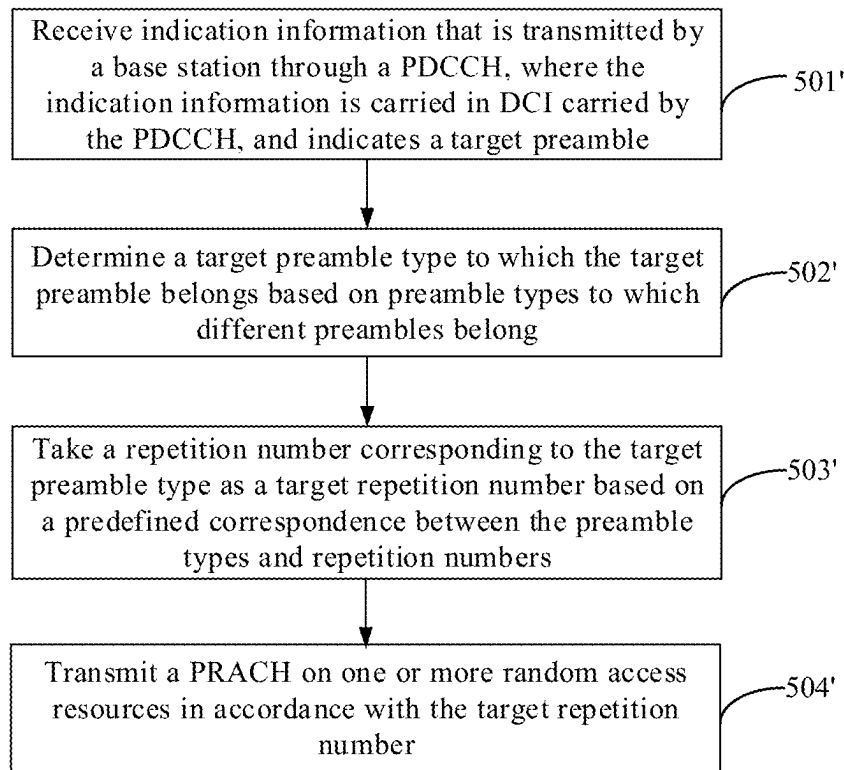 Receive indication information that is transmitted by
a base station through a PDCCH, where the
indication information is carried in DCI carried by
the PDCCH, and indicates a target preamble
501'
Determine a target preamble type to which the target
preamble belongs based on preamble types to which
different preambles belong
502'
Take a repetition number corresponding to the target
preamble type as a target repetition number based on
a predefined correspondence between the preamble
types and repetition numbers
503'
Transmit a PRACH on one or more random access
resources in accordance with the target repetition
number
504'